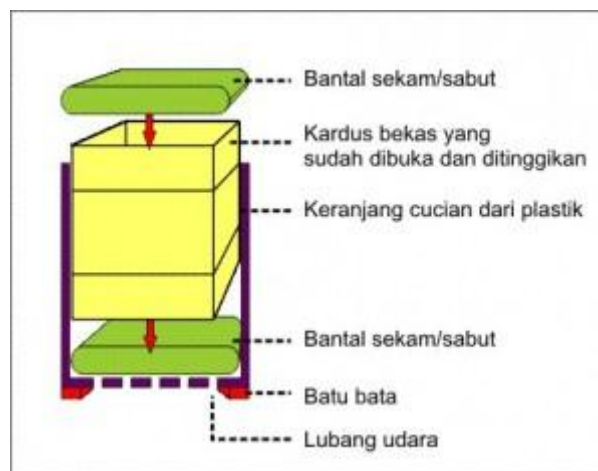 Bantal sekam/sabut
Kardus bekas yang
sudah dibuka dan ditinggikan
Keranjang cucian dari plastik
Bantal sekam/sabut
Batu bata
Lubang udara